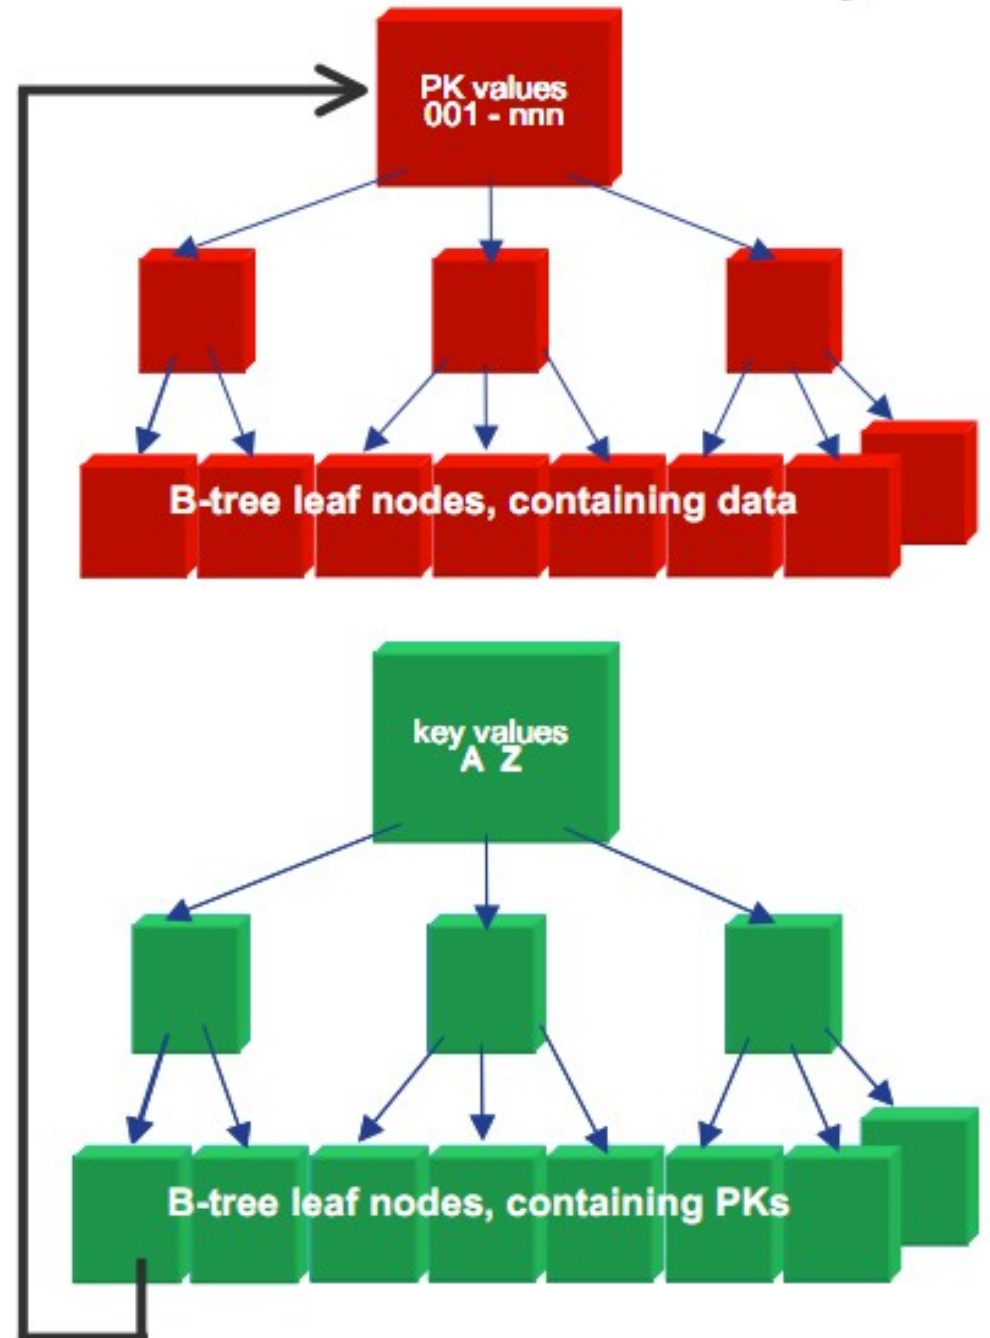 PK values
001 - nnn
B-tree leaf nodes, containing data
key values
A Z
B-tree leaf nodes, containing PKs